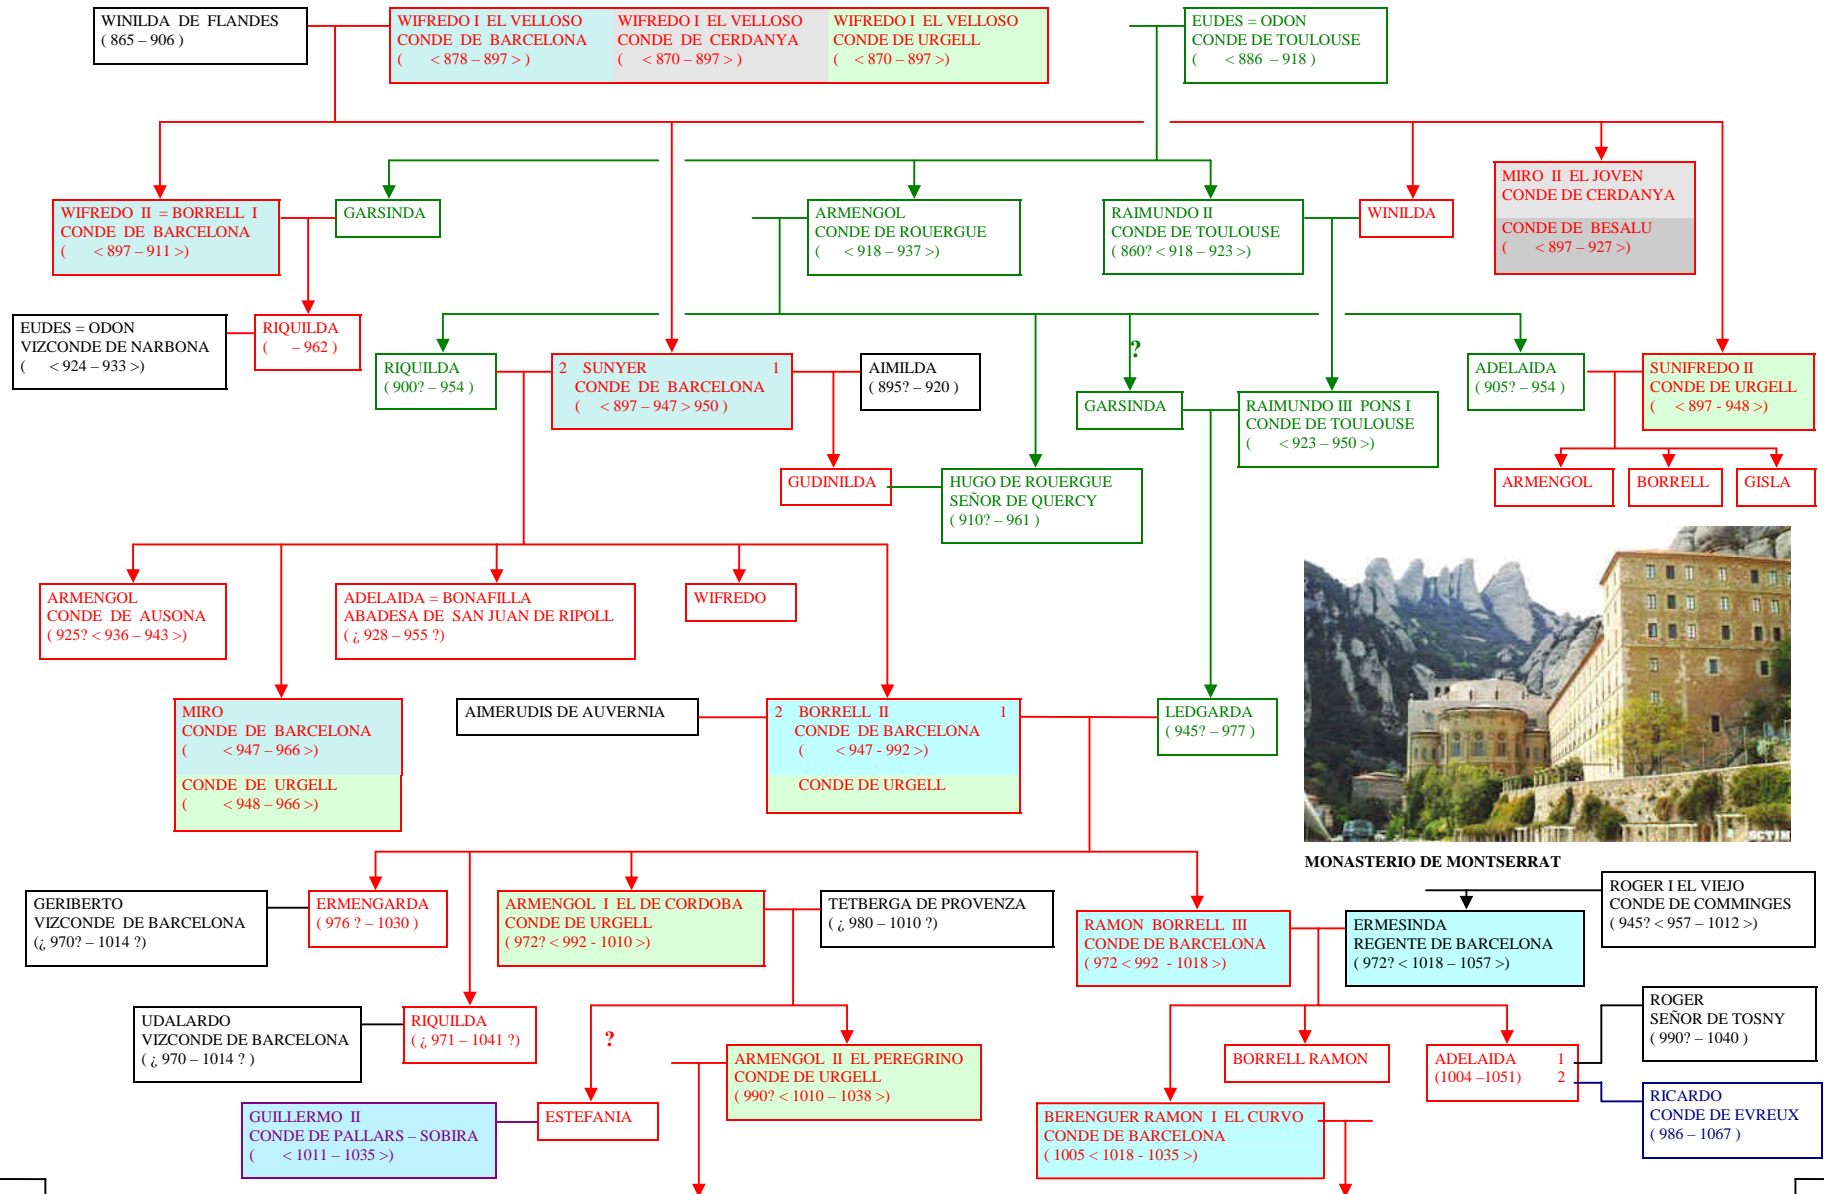 WINILDA DE FLANDES
( 865 – 906 )
WIFREDO I EL VELLOSO
CONDE DE BARCELONA
( < 878 – 897 > )
WIFREDO I EL VELLOSO
CONDE DE CERDANYA
( < 870 – 897 > )
WIFREDO I EL VELLOSO
CONDE DE URGELL
( < 870 - 897 >)
EUDES = ODON
CONDE DE TOULOUSE
( < 886 – 918 )
WIFREDO II = BORRELL I
CONDE DE BARCELONA
( < 897 – 911 >)
GARSINDA
ARMENGOL
CONDE DE ROUERGUE
( < 918 – 937 >)
RAIMUNDO II
CONDE DE TOULOUSE
( 860? < 918 – 923 >)
WINILDA
MIRO II EL JOVEN
CONDE DE CERDANYA
CONDE DE BESALU
( < 897 – 927 >)
EUDES = ODON
VIZCONDE DE NARBONA
( < 924 – 933 >)
RIQUILDA
( – 962 )
RIQUILDA
( 900? – 954 )
2 SUNYER 1
CONDE DE BARCELONA
( < 897 – 947 > 950 )
AIMILDA
( 895? – 920 )
?
GARSINDA
RAIMUNDO III PONS I
CONDE DE TOULOUSE
( < 923 – 950 >)
ADELAIDA
( 905? – 954 )
SUNIFREDO II
CONDE DE URGELL
( < 897 - 948 >)
GUDINILDA
HUGO DE ROUERGUE
SEÑOR DE QUERCY
( 910? – 961 )
ARMENGOL
BORRELL
GISLA
ARMENGOL
CONDE DE AUSONA
( 925? < 936 – 943 >)
ADELAIDA = BONAFILLA
ABADESA DE SAN JUAN DE RIPOLL
( ¿ 928 – 955 ?)
WIFREDO
MIRO
CONDE DE BARCELONA
( < 947 – 966 >)
CONDE DE URGELL
( < 948 – 966 >)
AIMERUDIS DE AUVERNIA
2 BORRELL II 1
CONDE DE BARCELONA
( < 947 - 992 >)
CONDE DE URGELL
LEDGARDA
( 945? – 977 )
SCTIM
MONASTERIO DE MONTSERRAT
GERIBERTO
VIZCONDE DE BARCELONA
(¿ 970? – 1014 ?)
ERMENGARDA
( 976 ? – 1030 )
ARMENGOL I EL DE CORDOBA
CONDE DE URGELL
( 972? < 992 - 1010 >)
TETBERGA DE PROVENZA
( ¿ 980 – 1010 ?)
RAMON BORRELL III
CONDE DE BARCELONA
( 972 < 992 - 1018 >)
ERMESINDA
REGENTE DE BARCELONA
( 972? < 1018 – 1057 >)
ROGER I EL VIEJO
CONDE DE COMMINGES
( 945? < 957 – 1012 >)
UDALARDO
VIZCONDE DE BARCELONA
( ¿ 970 – 1014 ? )
RIQUILDA
( ¿ 971 – 1041 ?)
?
ARMENGOL II EL PEREGRINO
CONDE DE URGELL
( 990? < 1010 – 1038 >)
BORRELL RAMON
ADELAIDA 1
(1004 –1051) 2
ROGER
SEÑOR DE TOSNY
( 990? – 1040 )
GUILLERMO II
CONDE DE PALLARS – SOBIRA
( < 1011 – 1035 >)
ESTEFANIA
BERENGUER RAMON I EL CURVO
CONDE DE BARCELONA
( 1005 < 1018 - 1035 >)
RICARDO
CONDE DE EVREUX
( 986 – 1067 )